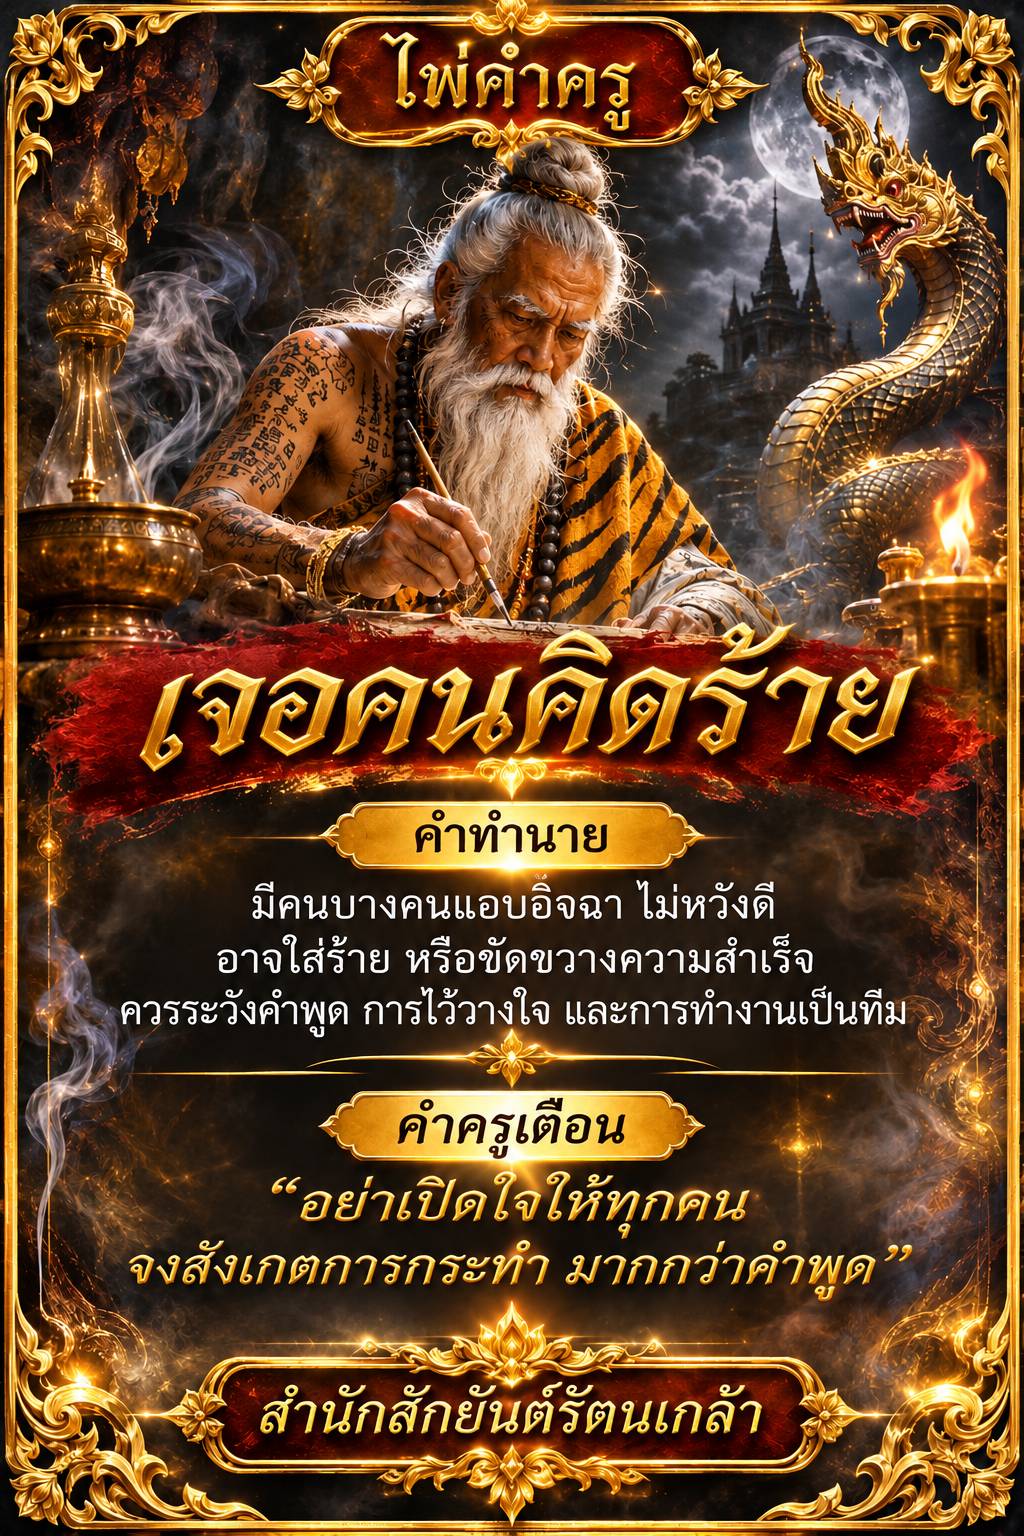 ไพ่คำครู
เจอคนคิดร้าย
คำทำนาย
มีคนบางคนแอบอิจฉา ไม่หวังดี
อาจใส่ร้าย หรือขัดขวางความสำเร็จ
ควรระวังคำพูด การไว้วางใจ และการทำงานเป็นทีม
คำครูเตือน
“อย่าเปิดใจให้ทุกคน
จงสังเกตการกระทำ มากกว่าคำพูด”
สำนักสักยันต์รัตนเกล้า